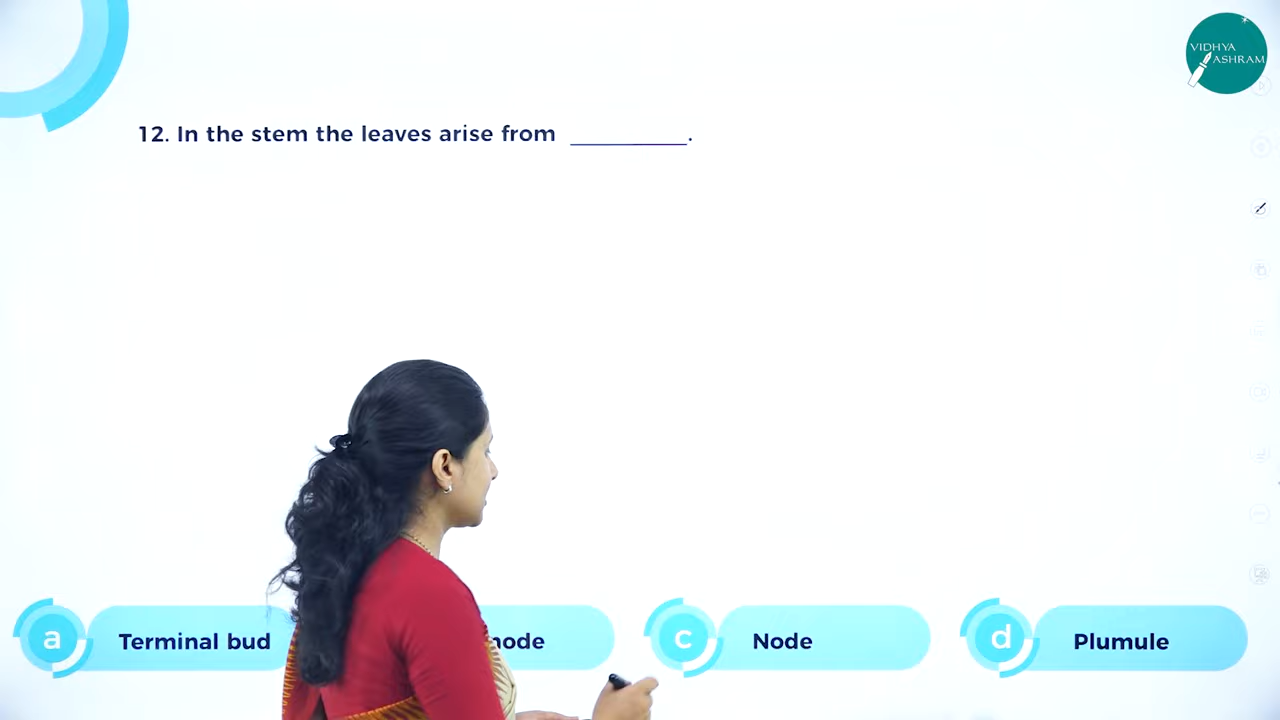 VIDHYA
ASHRAM
12. In the stem the leaves arise from __________.
a Terminal bud
node
c Node
d Plumule